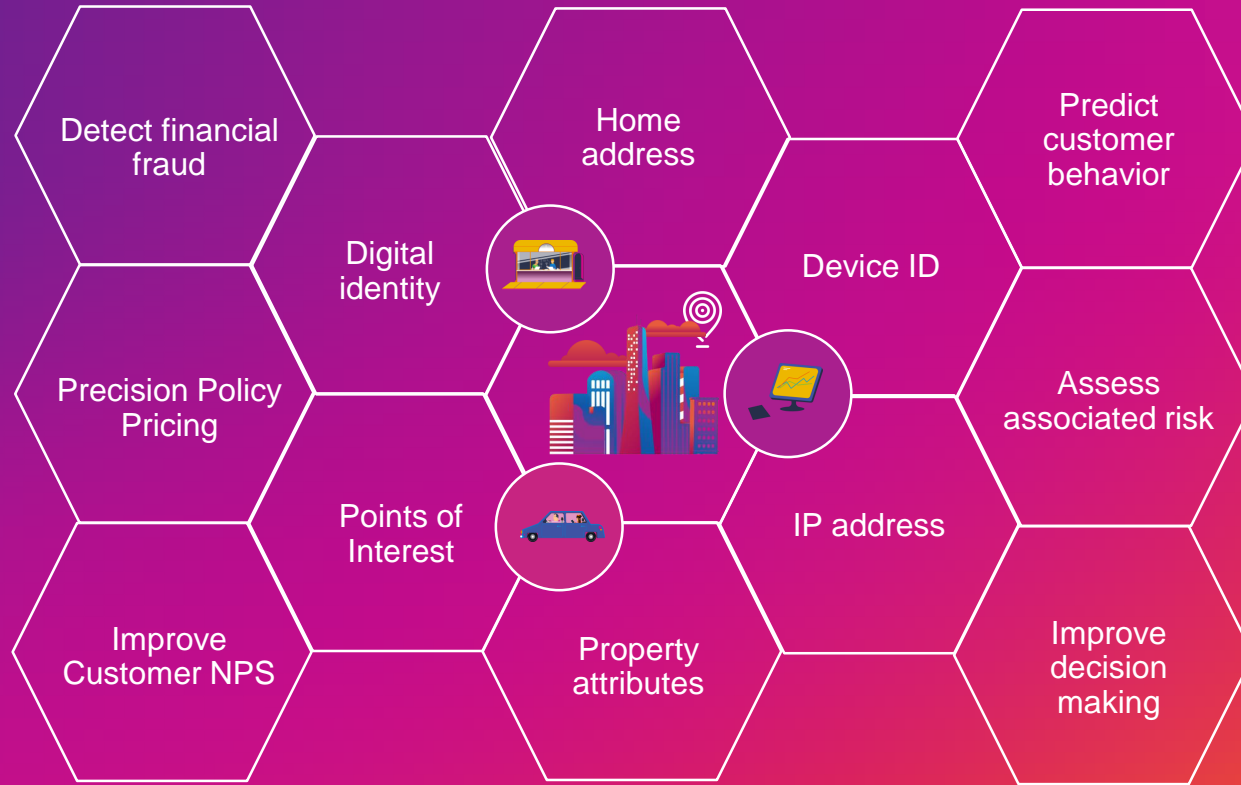 Detect financial
fraud
Home
address
Predict
customer
behavior
Digital
identity
Device ID
Precision Policy
Pricing
Assess
associated risk
Points of
Interest
IP address
Improve
Customer NPS
Property
attributes
Improve
decision
making